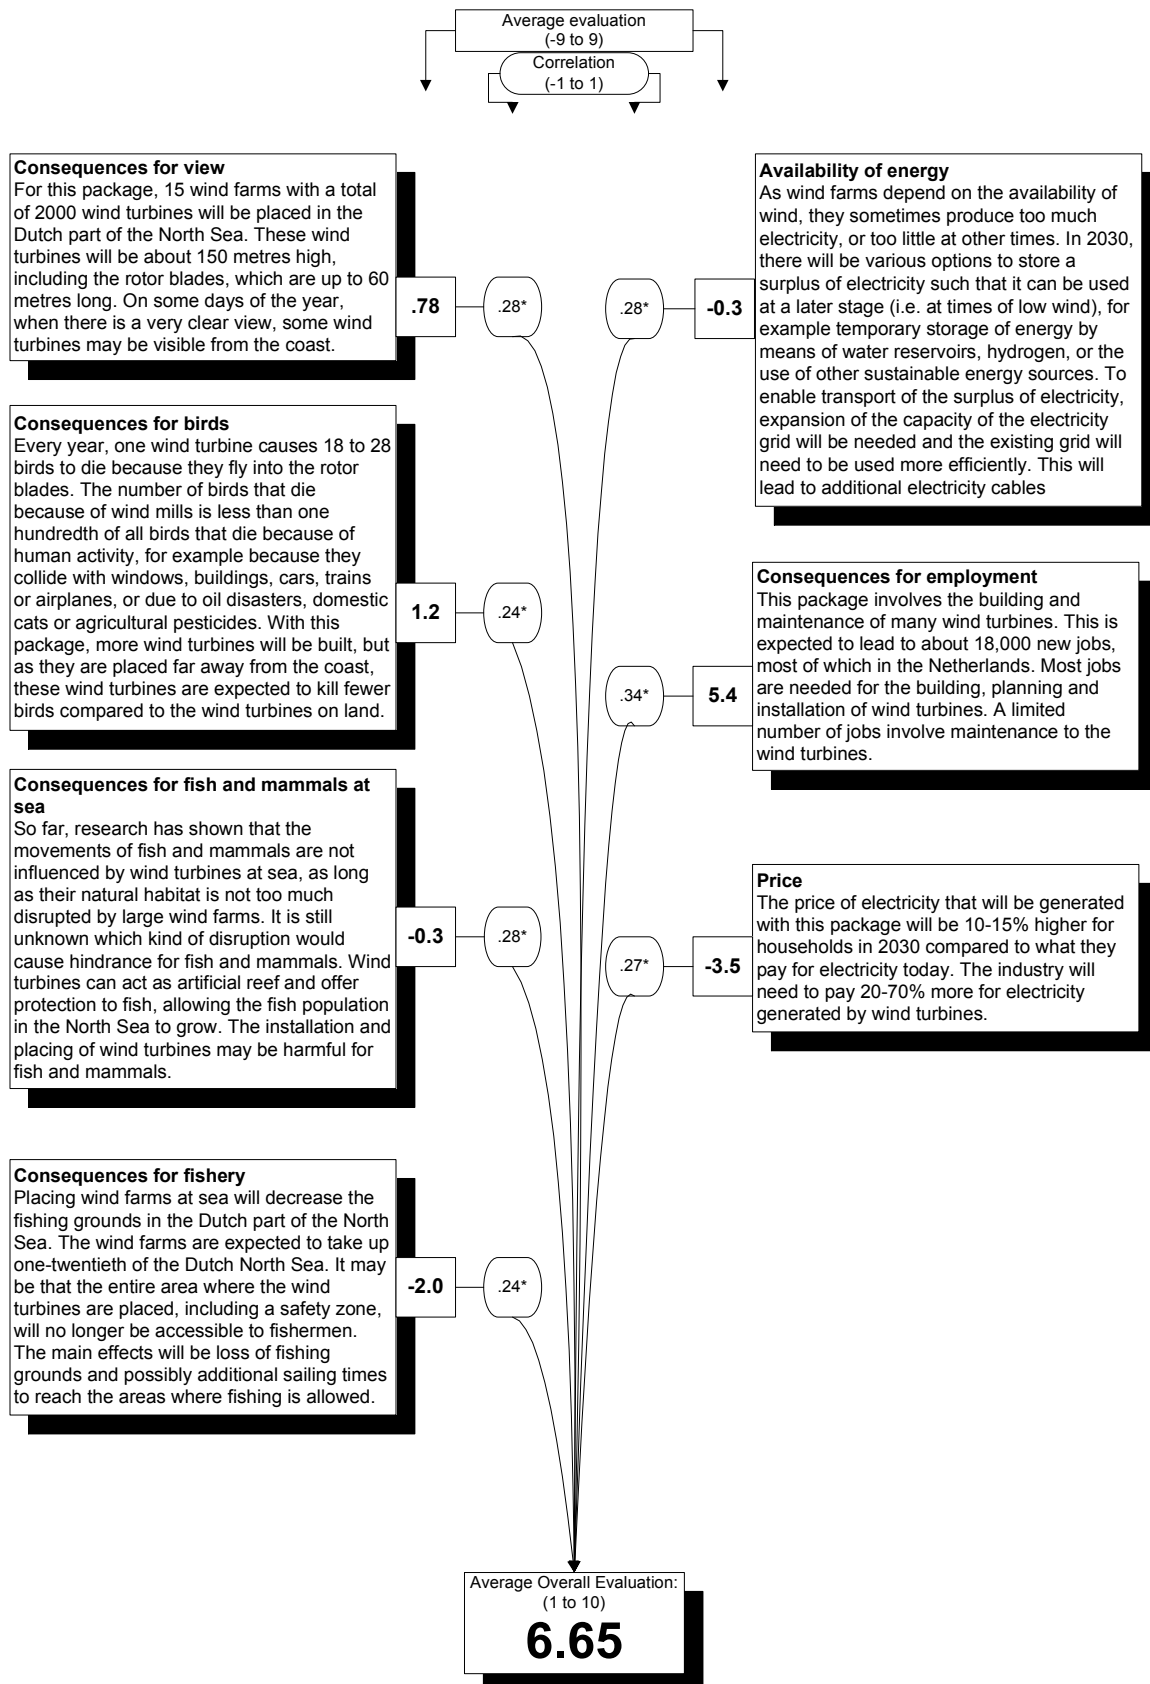 Average evaluation
(-9 to 9)
Correlation
(-1 to 1)
Consequences for view
For this package, 15 wind farms with a total
of 2000 wind turbines will be placed in the
Dutch part of the North Sea. These wind
turbines will be about 150 metres high,
including the rotor blades, which are up to 60
metres long. On some days of the year,
when there is a very clear view, some wind
turbines may be visible from the coast.
.78
.28*
Consequences for birds
Every year, one wind turbine causes 18 to 28
birds to die because they fly into the rotor
blades. The number of birds that die
because of wind mills is less than one
hundredth of all birds that die because of
human activity, for example because they
collide with windows, buildings, cars, trains
or airplanes, or due to oil disasters, domestic
cats or agricultural pesticides. With this
package, more wind turbines will be built, but
as they are placed far away from the coast,
these wind turbines are expected to kill fewer
birds compared to the wind turbines on land.
1.2
.24*
Consequences for fish and mammals at
sea
So far, research has shown that the
movements of fish and mammals are not
influenced by wind turbines at sea, as long
as their natural habitat is not too much
disrupted by large wind farms. It is still
unknown which kind of disruption would
cause hindrance for fish and mammals. Wind
turbines can act as artificial reef and offer
protection to fish, allowing the fish population
in the North Sea to grow. The installation and
placing of wind turbines may be harmful for
fish and mammals.
-0.3
.28*
Consequences for fishery
Placing wind farms at sea will decrease the
fishing grounds in the Dutch part of the North
Sea. The wind farms are expected to take up
one-twentieth of the Dutch North Sea. It may
be that the entire area where the wind
turbines are placed, including a safety zone,
will no longer be accessible to fishermen.
The main effects will be loss of fishing
grounds and possibly additional sailing times
to reach the areas where fishing is allowed.
-2.0
.24*
Availability of energy
As wind farms depend on the availability of
wind, they sometimes produce too much
electricity, or too little at other times. In 2030,
there will be various options to store a
surplus of electricity such that it can be used
at a later stage (i.e. at times of low wind), for
example temporary storage of energy by
means of water reservoirs, hydrogen, or the
use of other sustainable energy sources. To
enable transport of the surplus of electricity,
expansion of the capacity of the electricity
grid will be needed and the existing grid will
need to be used more efficiently. This will
lead to additional electricity cables
.28*
-0.3
Consequences for employment
This package involves the building and
maintenance of many wind turbines. This is
expected to lead to about 18,000 new jobs,
most of which in the Netherlands. Most jobs
are needed for the building, planning and
installation of wind turbines. A limited
number of jobs involve maintenance to the
wind turbines.
.34*
5.4
Price
The price of electricity that will be generated
with this package will be 10-15% higher for
households in 2030 compared to what they
pay for electricity today. The industry will
need to pay 20-70% more for electricity
generated by wind turbines.
.27*
-3.5
Average Overall Evaluation:
(1 to 10)
6.65